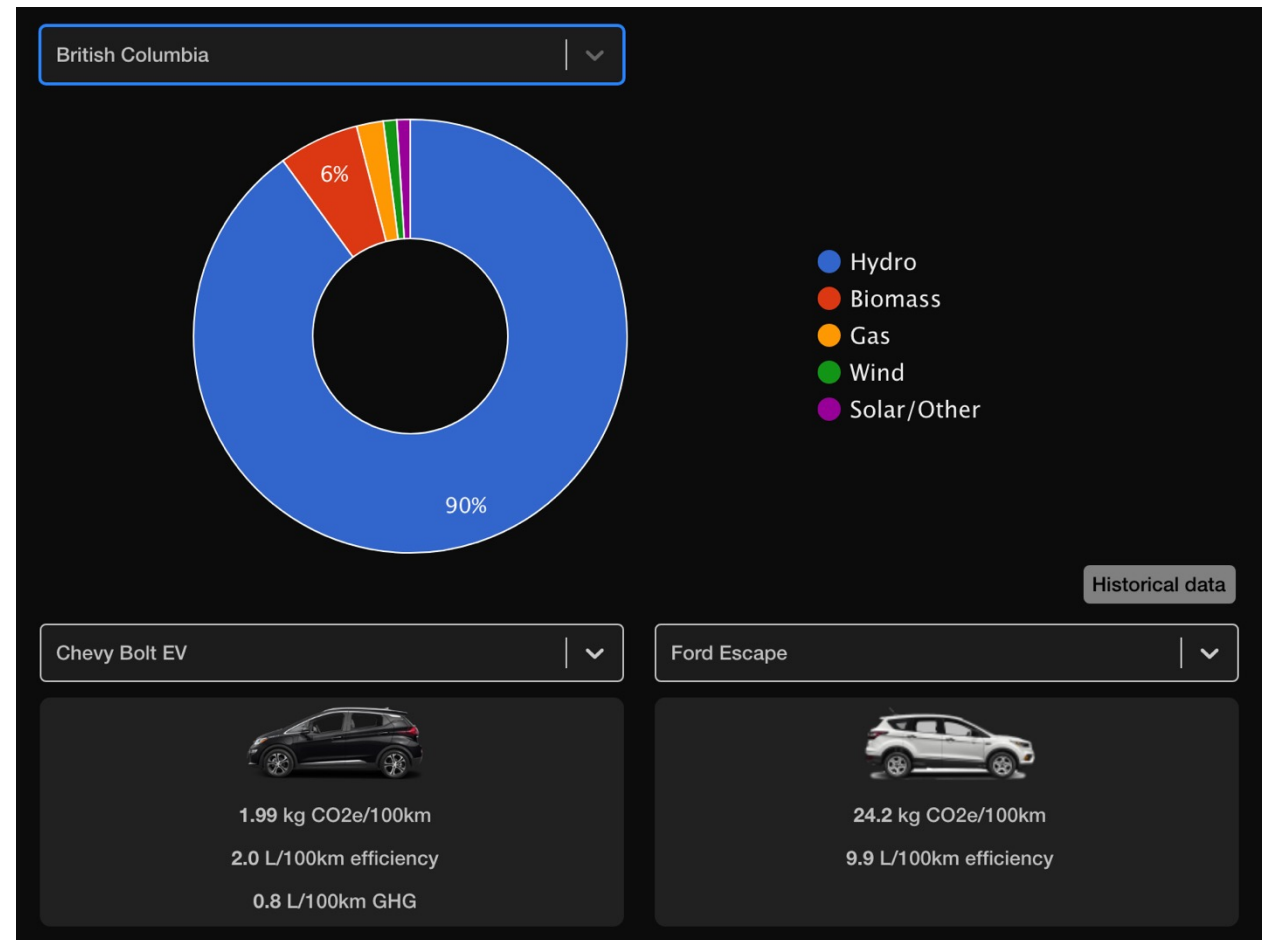 British Columbia
6%
90%
Hydro
Biomass
Gas
Wind
Solar/Other
Historical data
Chevy Bolt EV
Ford Escape
1.99 kg CO2e/100km
2.0 L/100km efficiency
0.8 L/100km GHG
24.2 kg CO2e/100km
9.9 L/100km efficiency